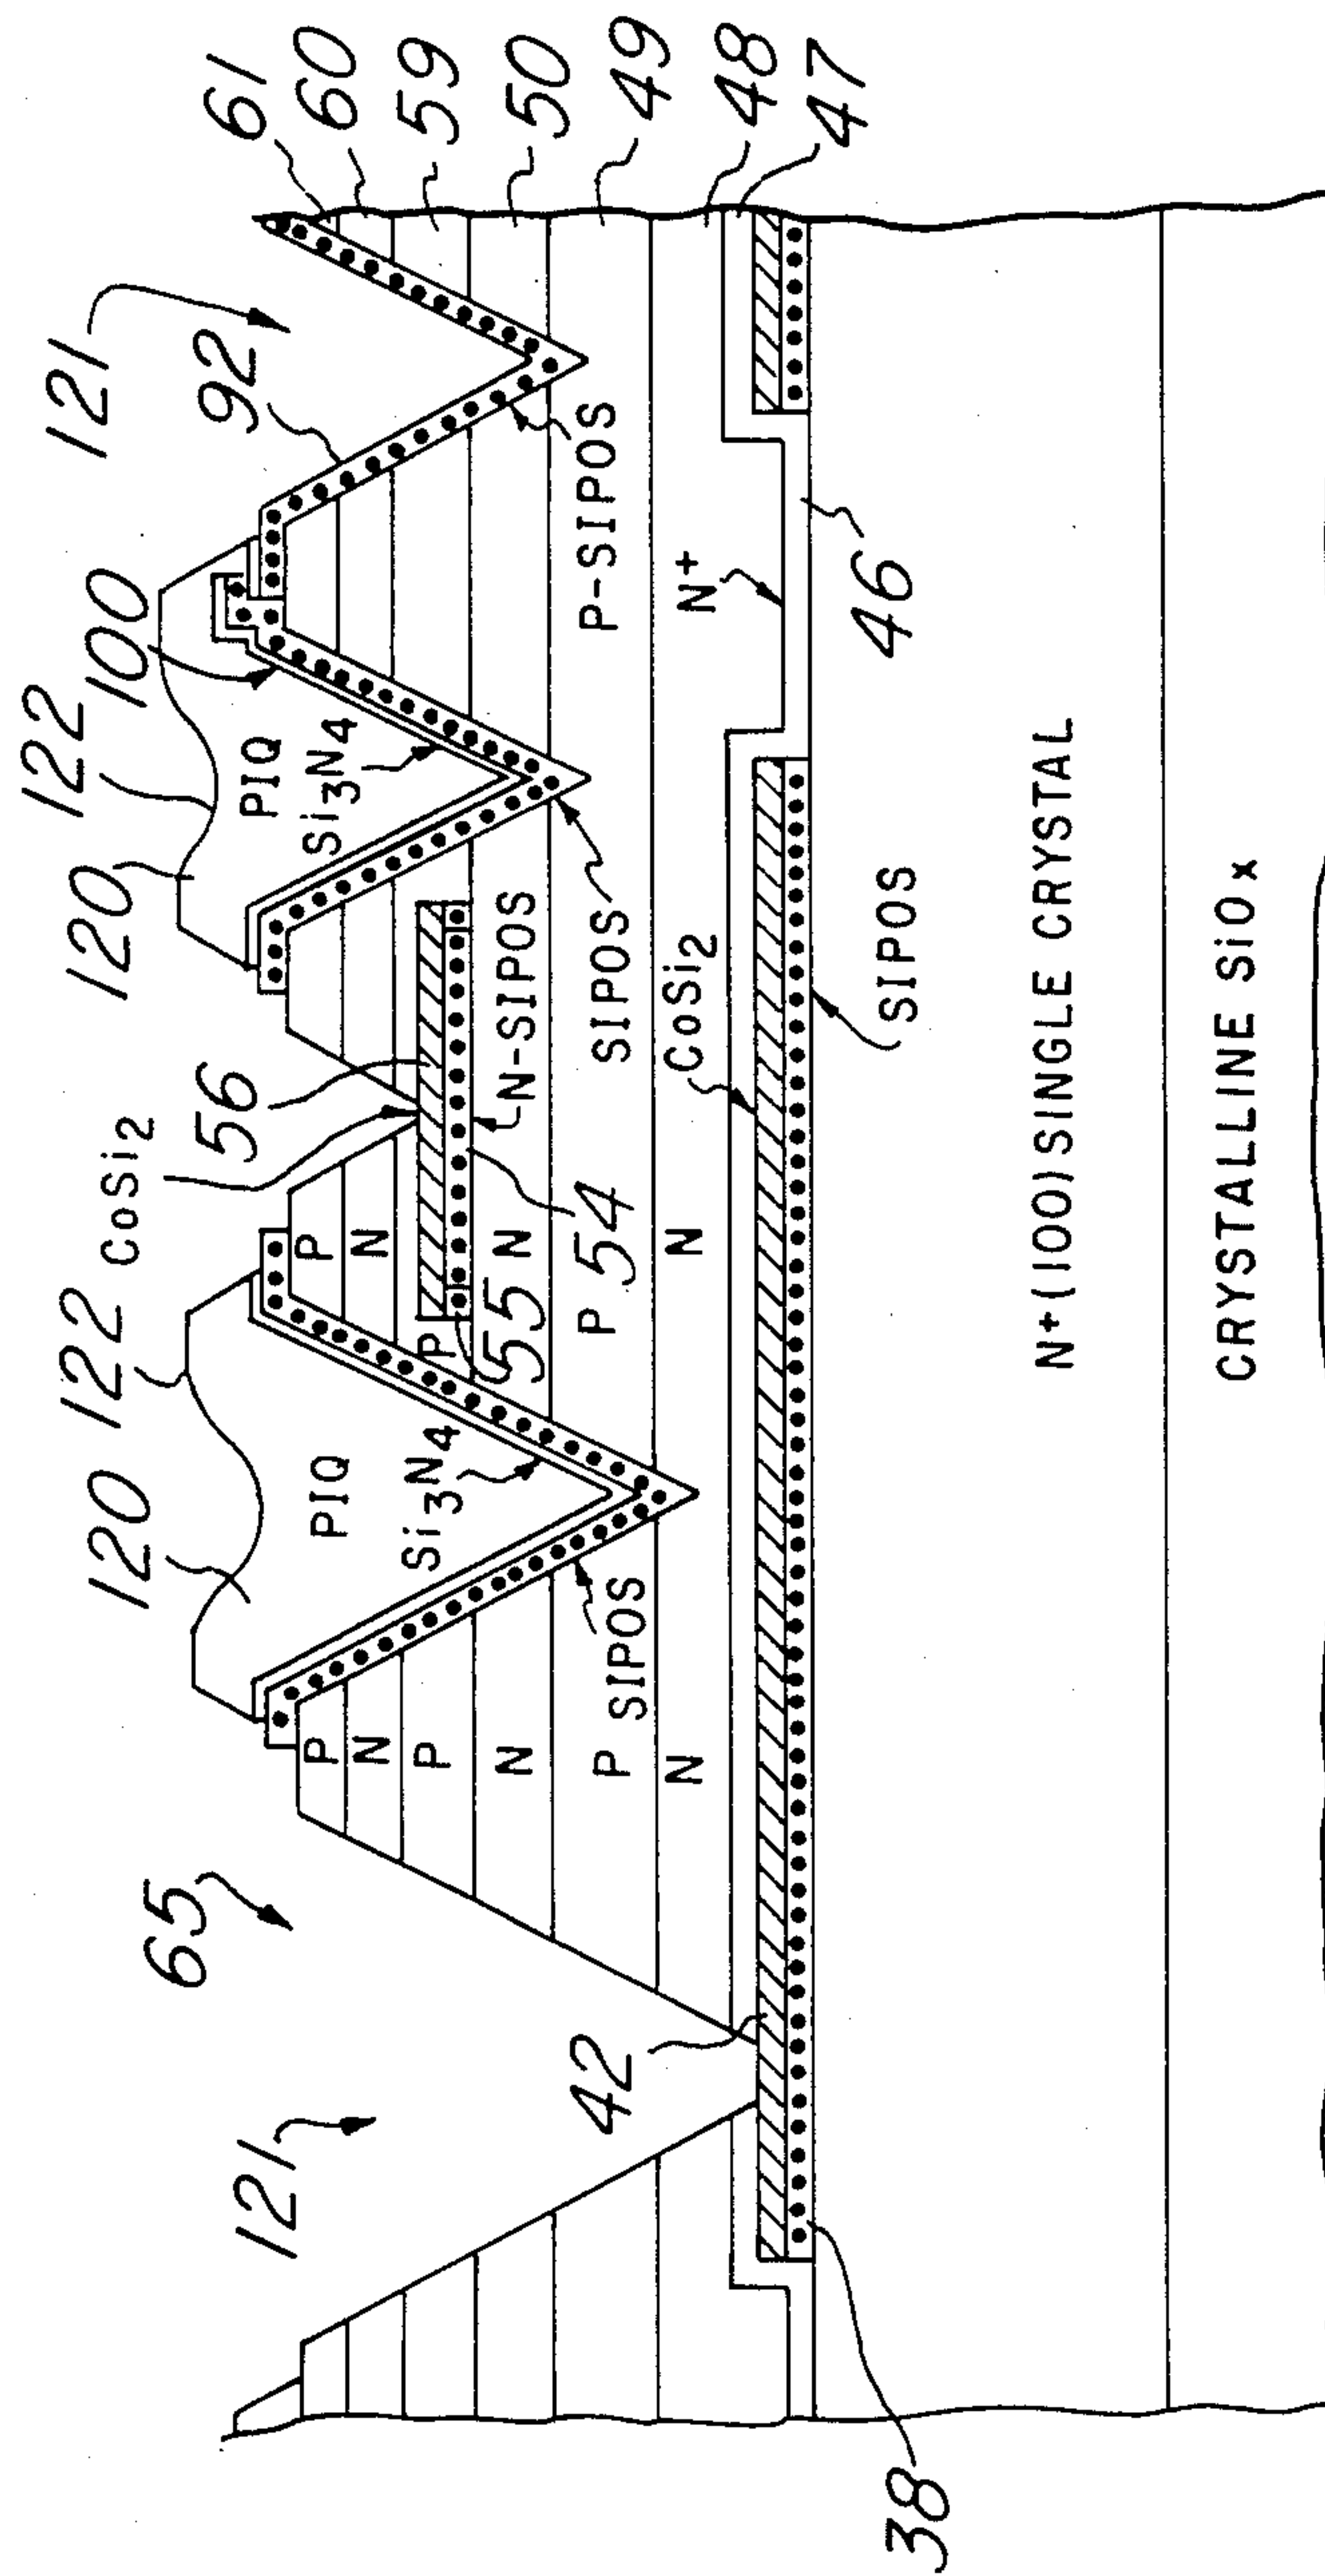 121
65
120
122
CoSi2
56
120
122
100
92
121
61
60
59
50
49
48
47
PIQ
Si3N4
PIQ
Si3N4
P
N
P
N
P
N
SIPOS
P
N
P
N
P
N
55
54
N-SIPOS
SIPOS
P-SIPOS
CoSi2
N+
46
42
38
SIPOS
N+(100)SINGLE CRYSTAL
CRYSTALLINE SiOx